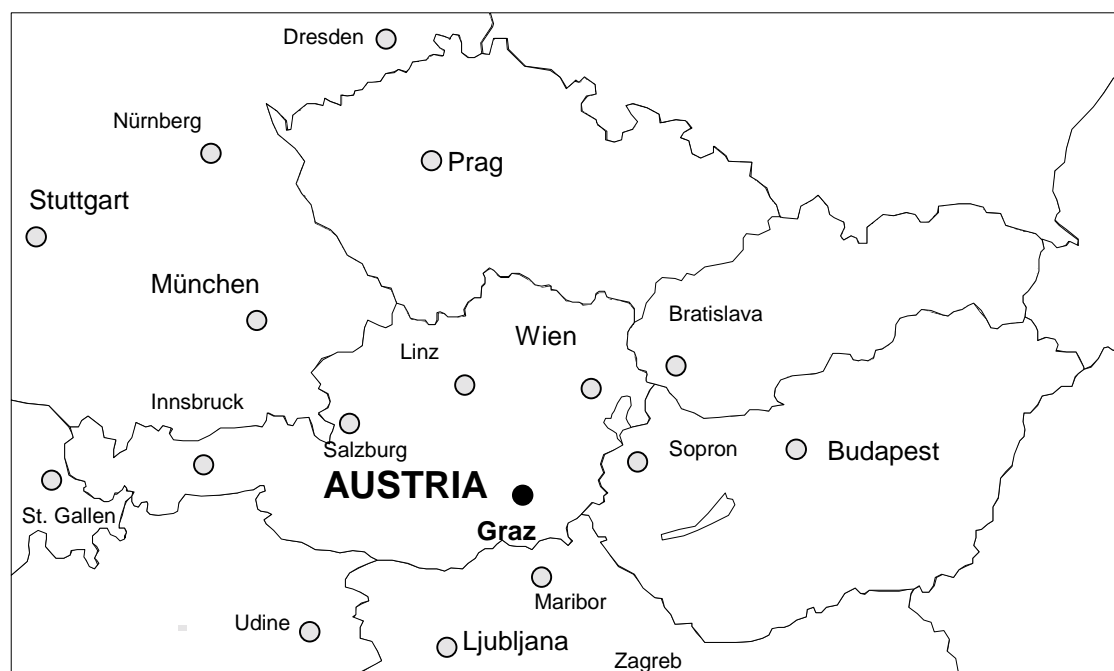 Dresden
Nürnberg
Prag
Stuttgart
München
Bratislava
Wien
Linz
Innsbruck
Salzburg
Sopron
Budapest
AUSTRIA
St. Gallen
Graz
Maribor
Udine
Ljubljana
Zagreb